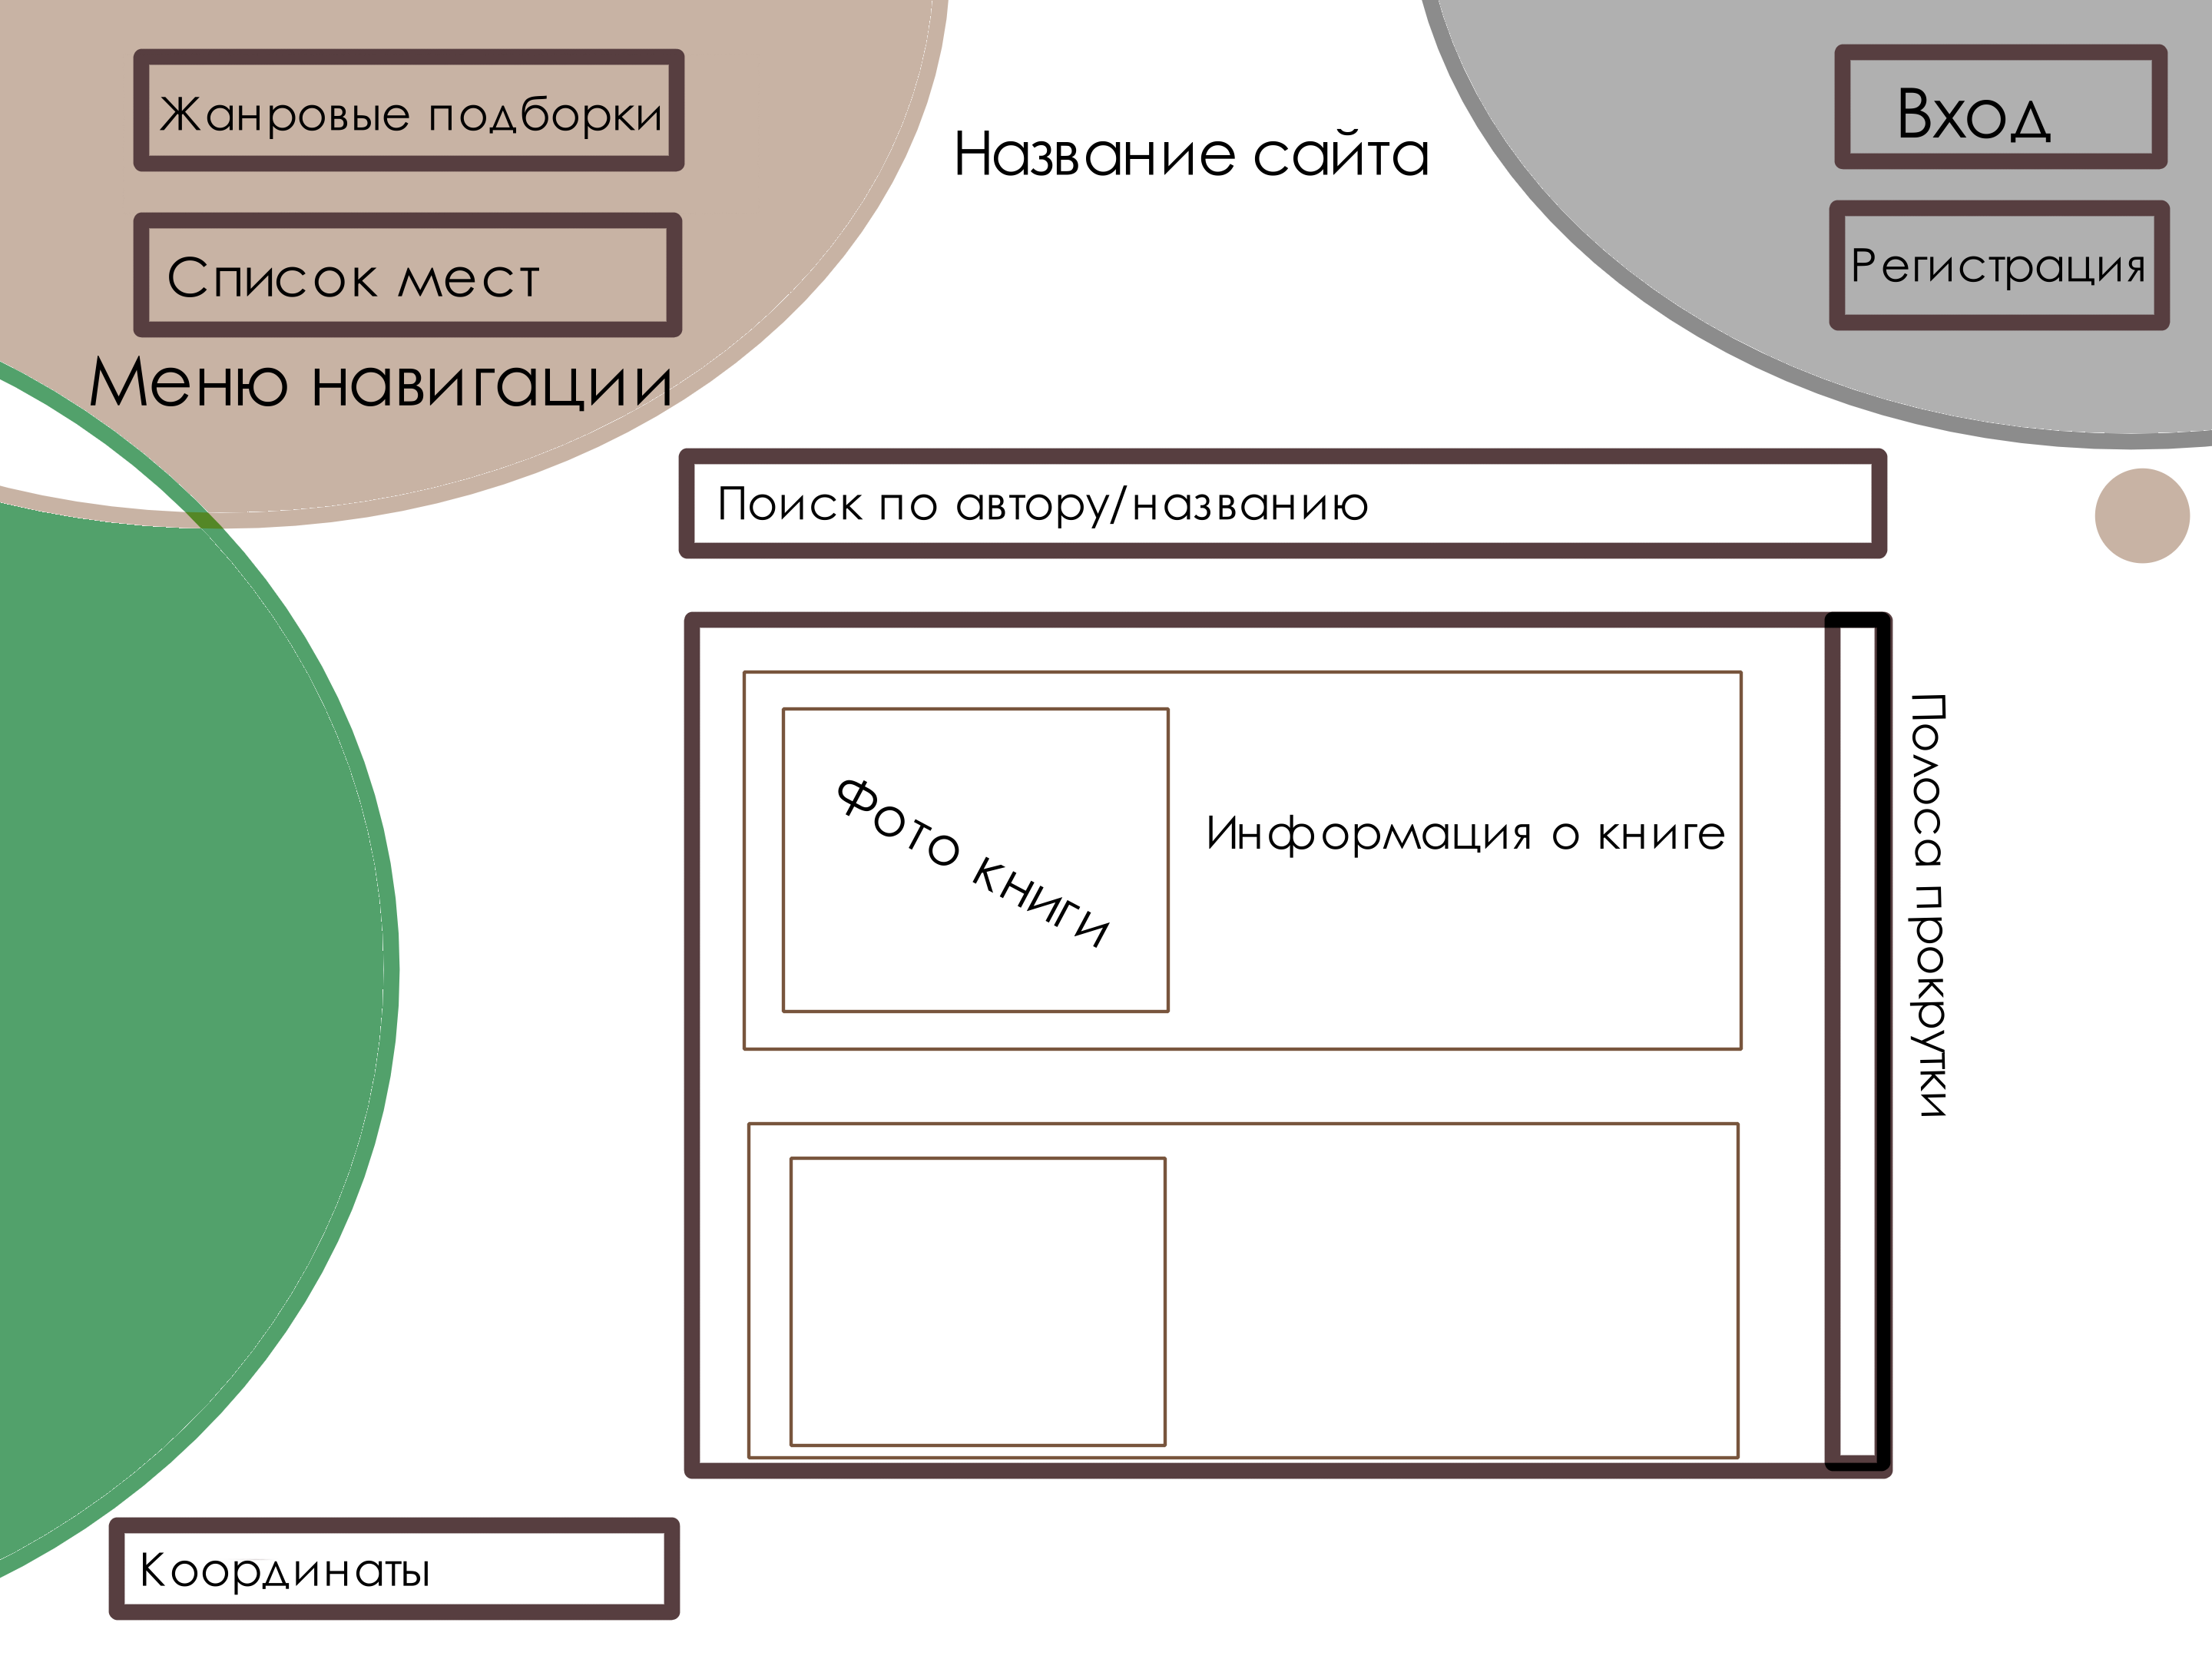 Жанровые подборки
Название сайта
Вход
Список мест
Регистрация
Меню навигации
Поиск по автору/названию
Фото книги
Информация о книге
Полоса прокрутки
Координаты